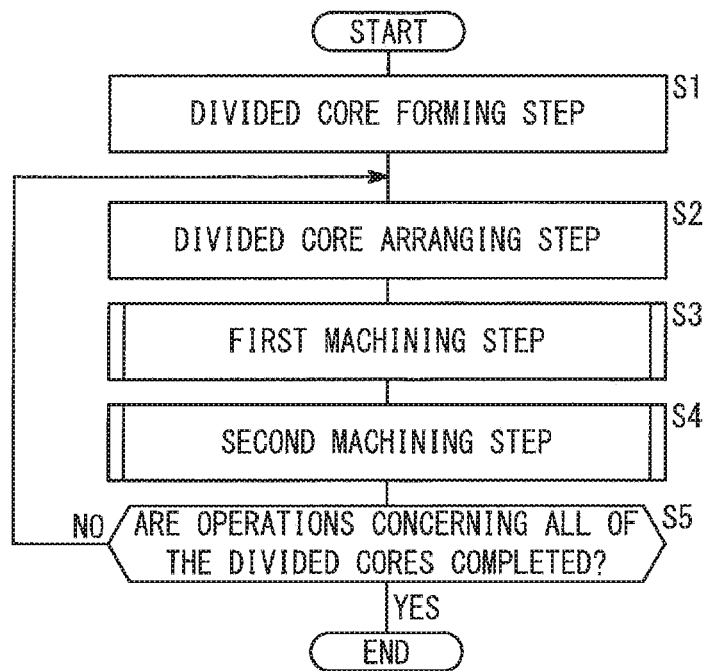 START
S1
DIVIDED CORE FORMING STEP
S2
DIVIDED CORE ARRANGING STEP
S3
FIRST MACHINING STEP
S4
SECOND MACHINING STEP
NO
ARE OPERATIONS CONCERNING ALL OF
S5
THE DIVIDED CORES COMPLETED?
YES
END